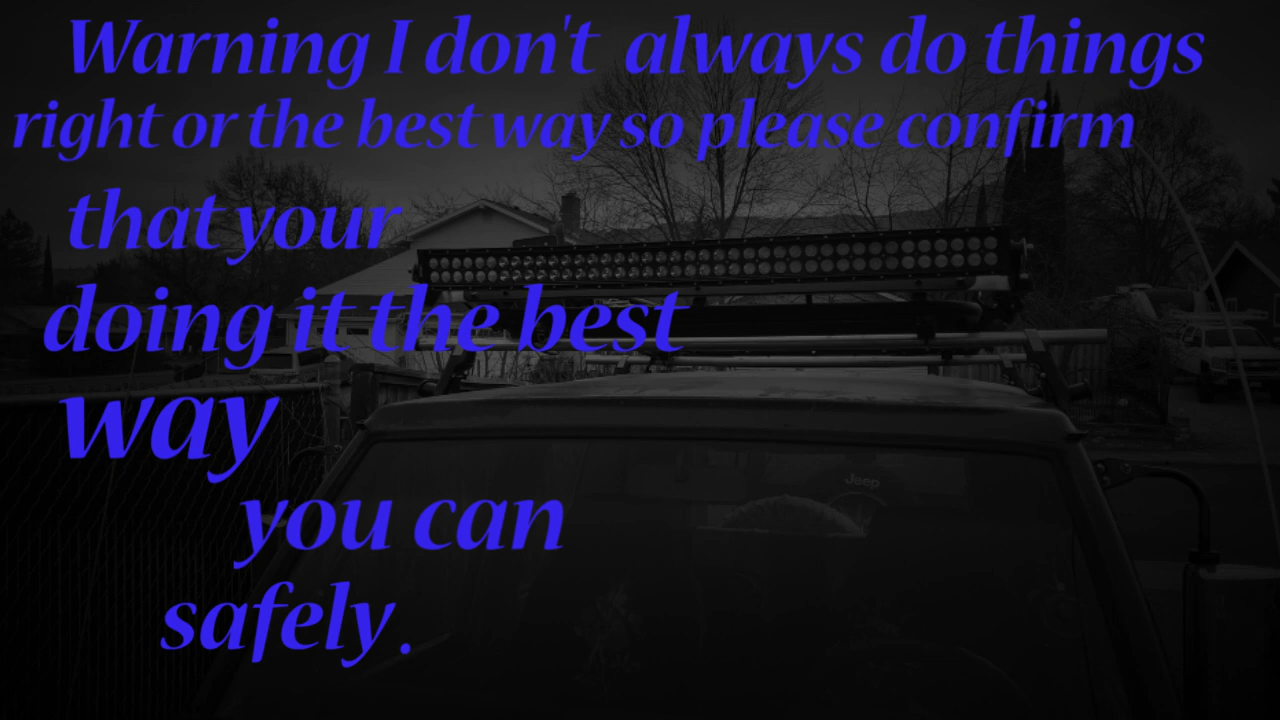 Warning I don't always do things
right or the best way so please confirm
that your
doing it the best
way
you can
safely.
Jeep